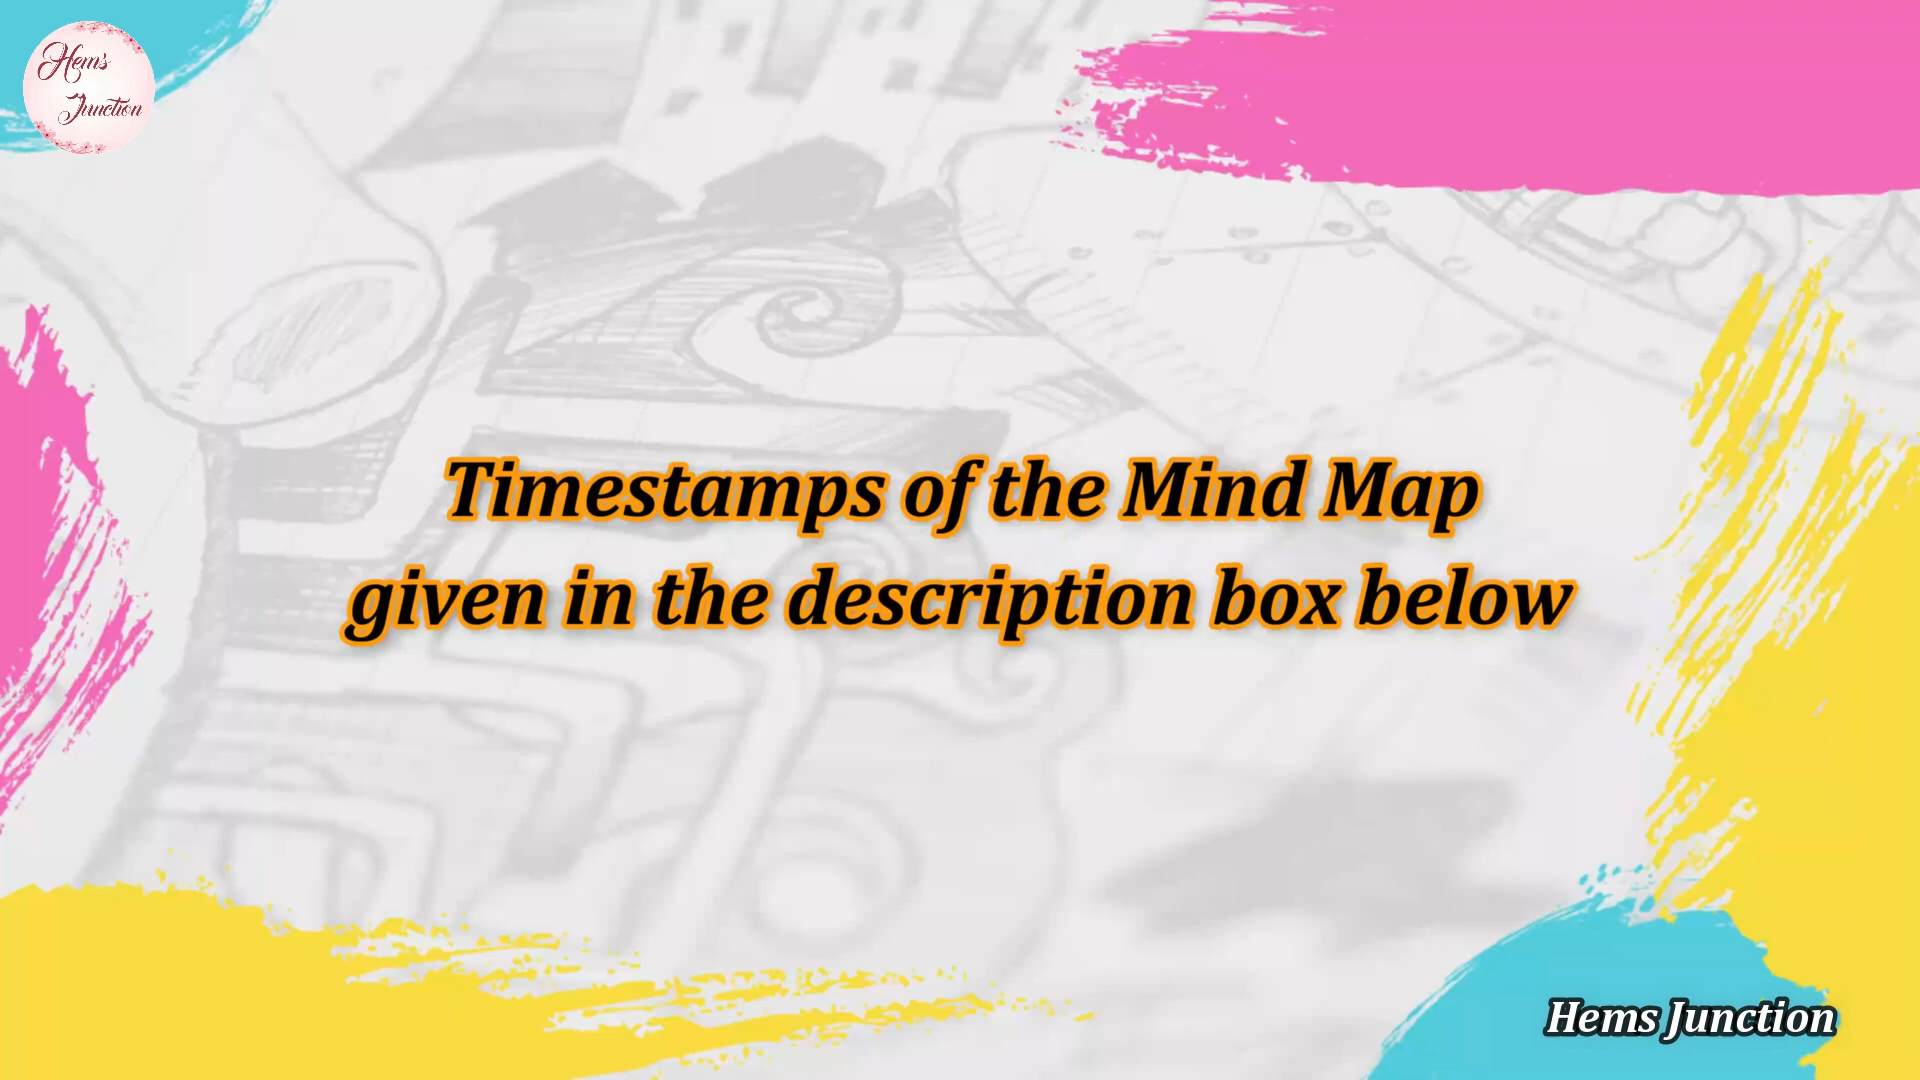 Hems
Junction
Timestamps of the Mind Map
given in the description box below
Hems Junction